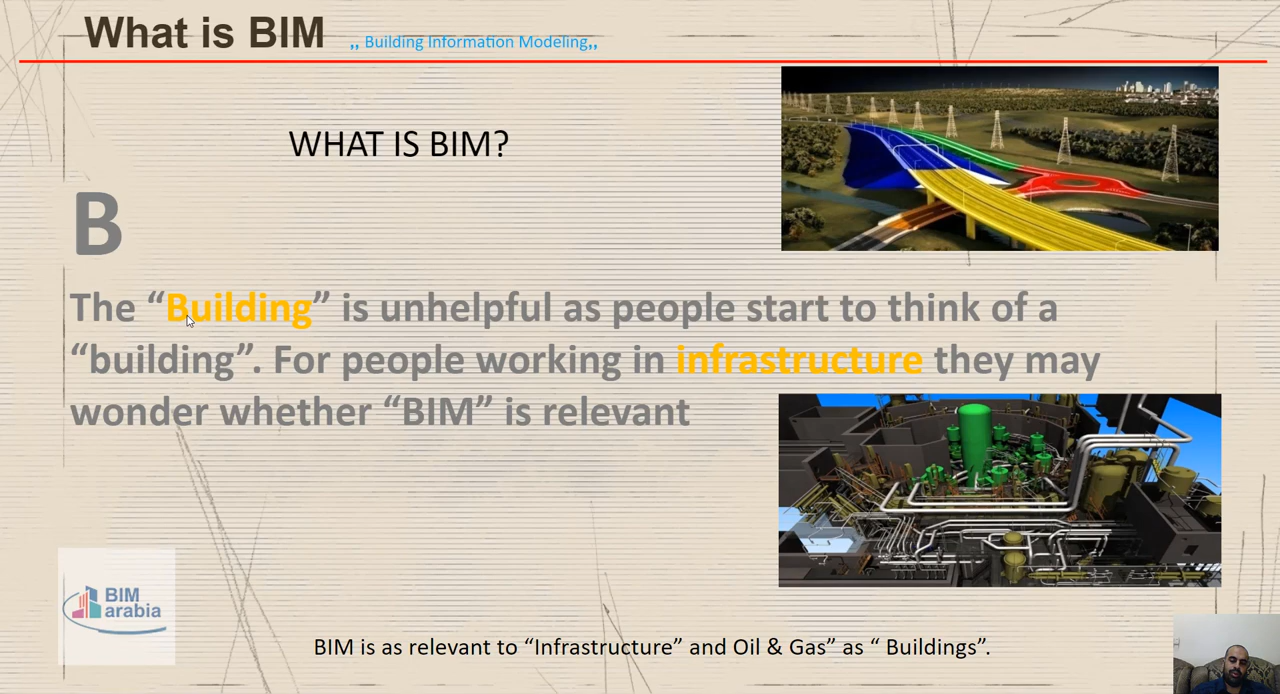 What is BIM ,, Building Information Modeling,,
WHAT IS BIM?
B
The “Building” is unhelpful as people start to think of a
“building”. For people working in infrastructure they may
wonder whether “BIM” is relevant
BIM
arabia
BIM is as relevant to “Infrastructure” and Oil & Gas” as “ Buildings”.